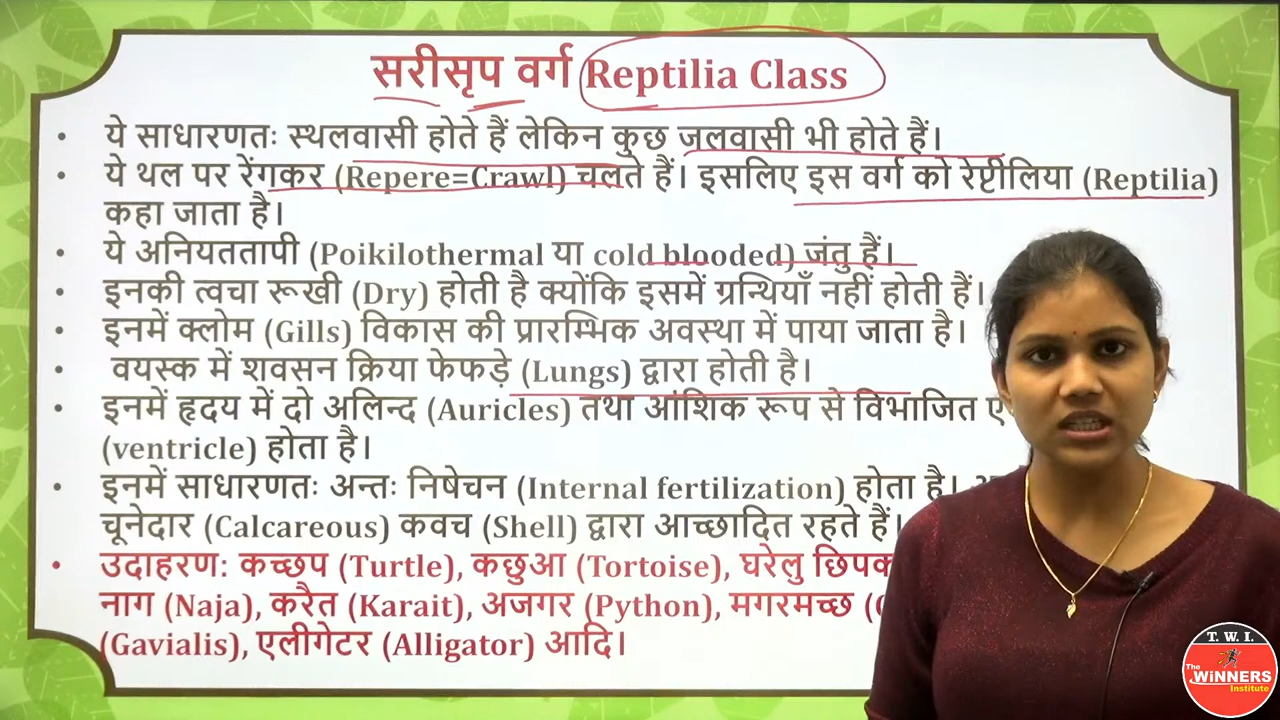 सरीसृप वर्ग Reptilia Class
• ये साधारणतः स्थलवासी होते हैं लेकिन कुछ जलवासी भी होते हैं।
• ये थल पर रेंगकर (Repere=Crawl) चलते हैं। इसलिए इस वर्ग को रेप्टीलिया (Reptilia)
कहा जाता है।
• ये अनियततापी (Poikilothermal या cold blooded) जंतु हैं।
• इनकी त्वचा रूखी (Dry) होती है क्योंकि इसमें ग्रन्थियाँ नहीं होती हैं।
• इनमें क्लोम (Gills) विकास की प्रारम्भिक अवस्था में पाया जाता है।
• वयस्क में शवसन क्रिया फेफड़े (Lungs) द्वारा होती है।
• इनमें हृदय में दो अलिन्द (Auricles) तथा आंशिक रूप से विभाजित
(ventricle) होता है।
• इनमें साधारणतः अन्तः निषेचन (Internal fertilization) होता है।
चूनेदार (Calcareous) कवच (Shell) द्वारा आच्छादित रहते हैं।
• उदाहरण: कच्छप (Turtle), कछुआ (Tortoise), घरेलु
नाग (Naja), करैत (Karait), अजगर (Python), मगरमच्छ
(Gavialis), एलीगेटर (Alligator) आदि।
T. W. I.
The
WiNNERS
Institute